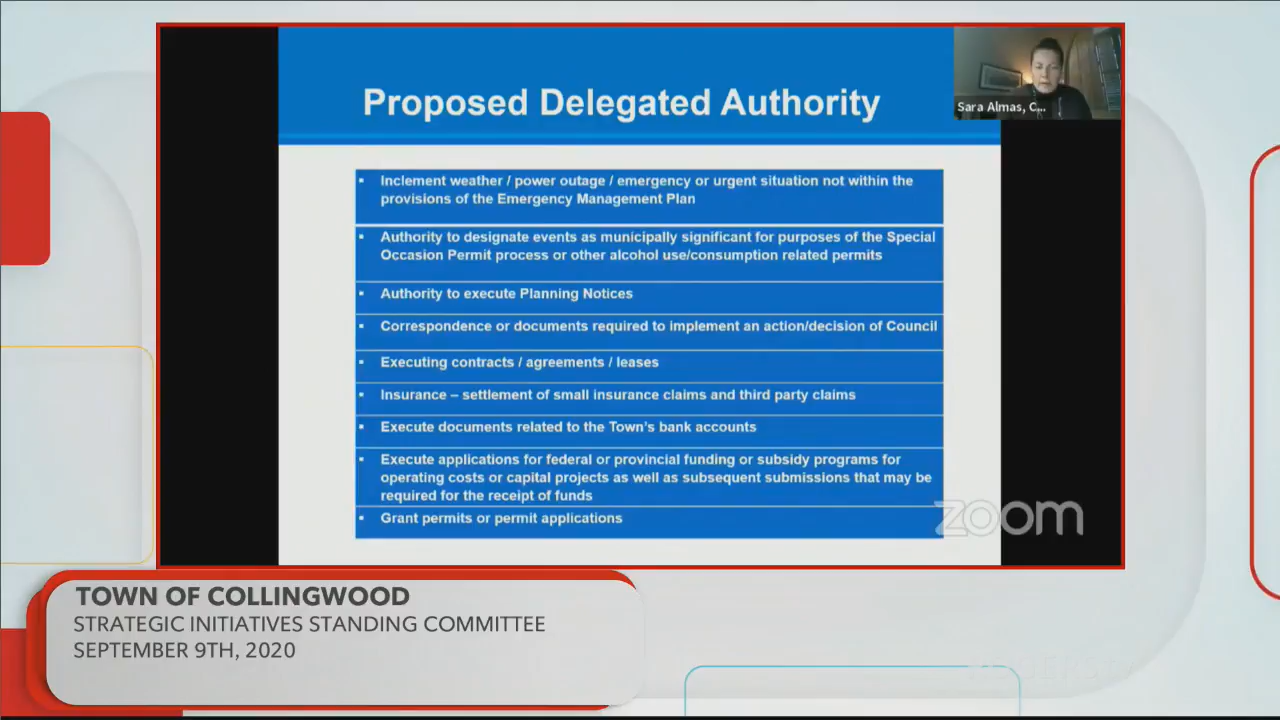 Proposed Delegated Authority
Sara Almas, C...
▪ Inclement weather / power outage / emergency or urgent situation not within the
provisions of the Emergency Management Plan
▪ Authority to designate events as municipally significant for purposes of the Special
Occasion Permit process or other alcohol use/consumption related permits
▪ Authority to execute Planning Notices
▪ Correspondence or documents required to implement an action/decision of Council
▪ Executing contracts / agreements / leases
▪ Insurance – settlement of small insurance claims and third party claims
▪ Execute documents related to the Town's bank accounts
▪ Execute applications for federal or provincial funding or subsidy programs for
operating costs or capital projects as well as subsequent submissions that may be
required for the receipt of funds
▪ Grant permits or permit applications
zoom
TOWN OF COLLINGWOOD
STRATEGIC INITIATIVES STANDING COMMITTEE
SEPTEMBER 9TH, 2020